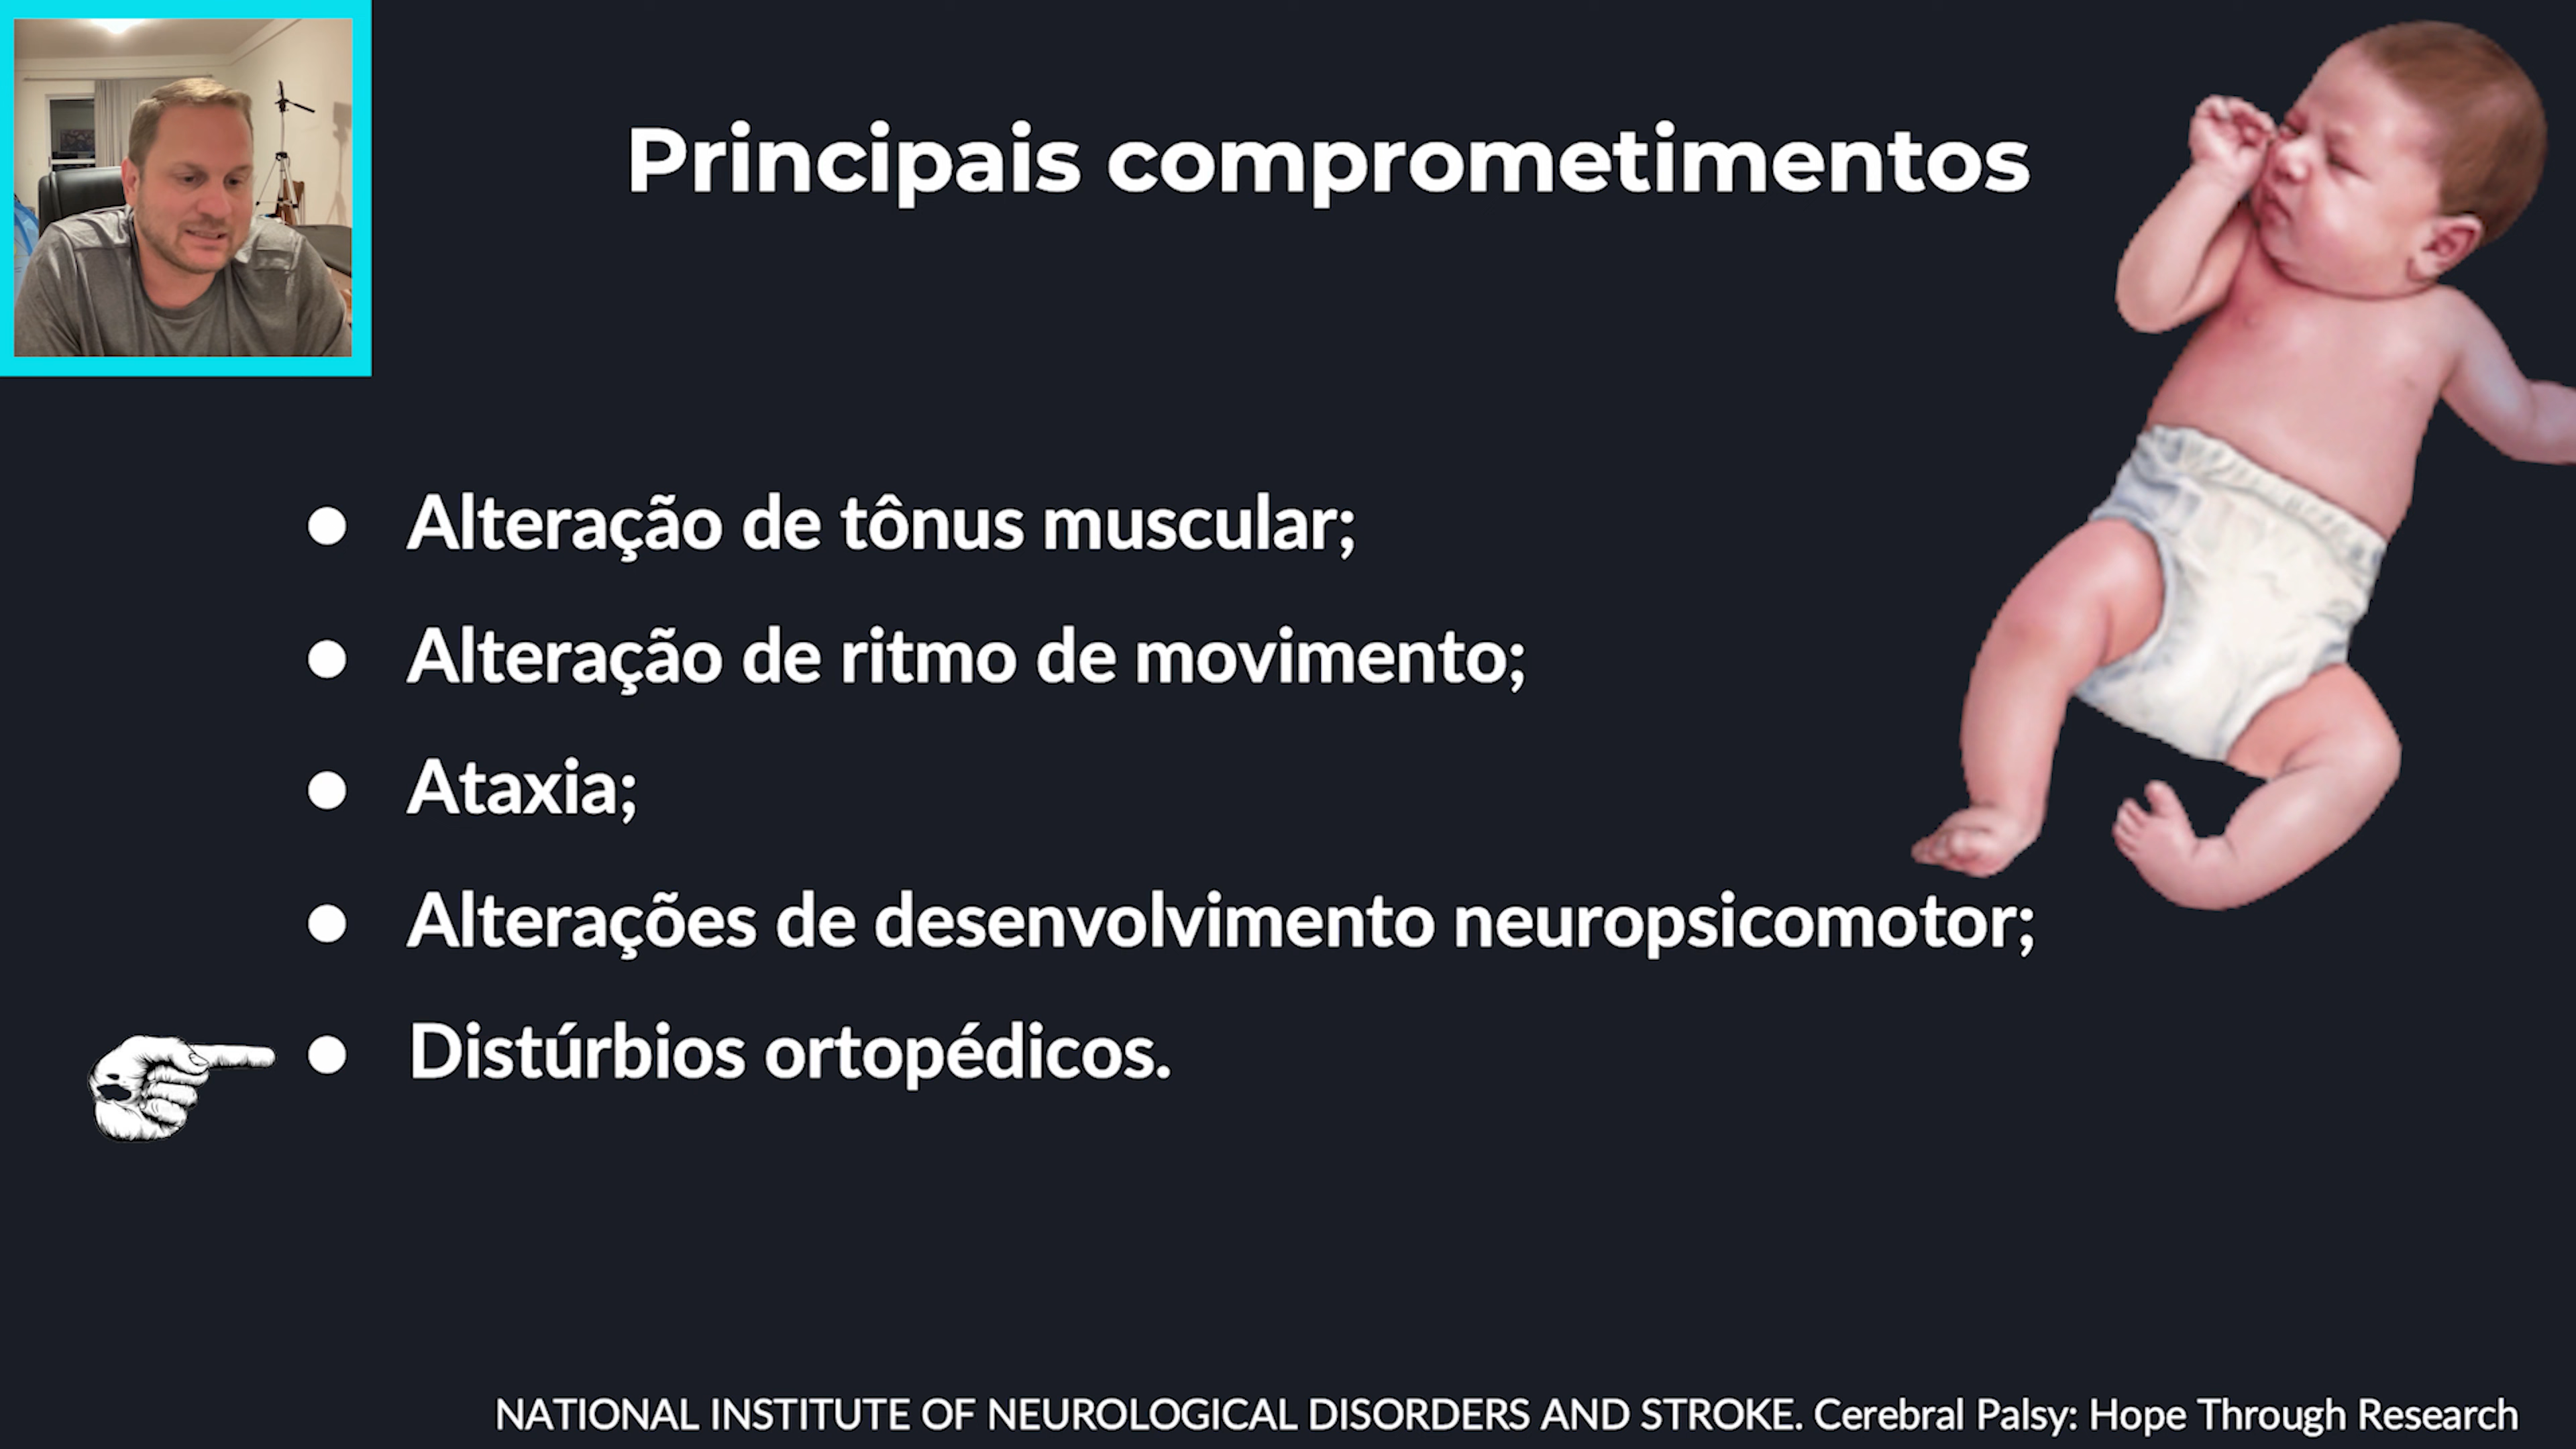 Principais comprometimentos
● Alteração de tônus muscular;
● Alteração de ritmo de movimento;
● Ataxia;
● Alterações de desenvolvimento neuropsicomotor;
● Distúrbios ortopédicos.
NATIONAL INSTITUTE OF NEUROLOGICAL DISORDERS AND STROKE. Cerebral Palsy: Hope Through Research